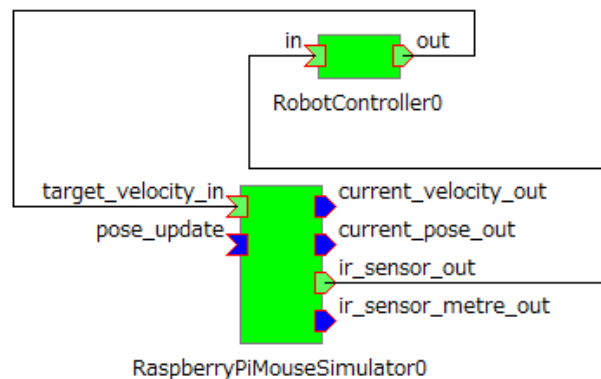 in out
RobotController0
target_velocity_in current_velocity_out
pose_update current_pose_out
ir_sensor_out
ir_sensor_metre_out
RaspberryPiMouseSimulator0